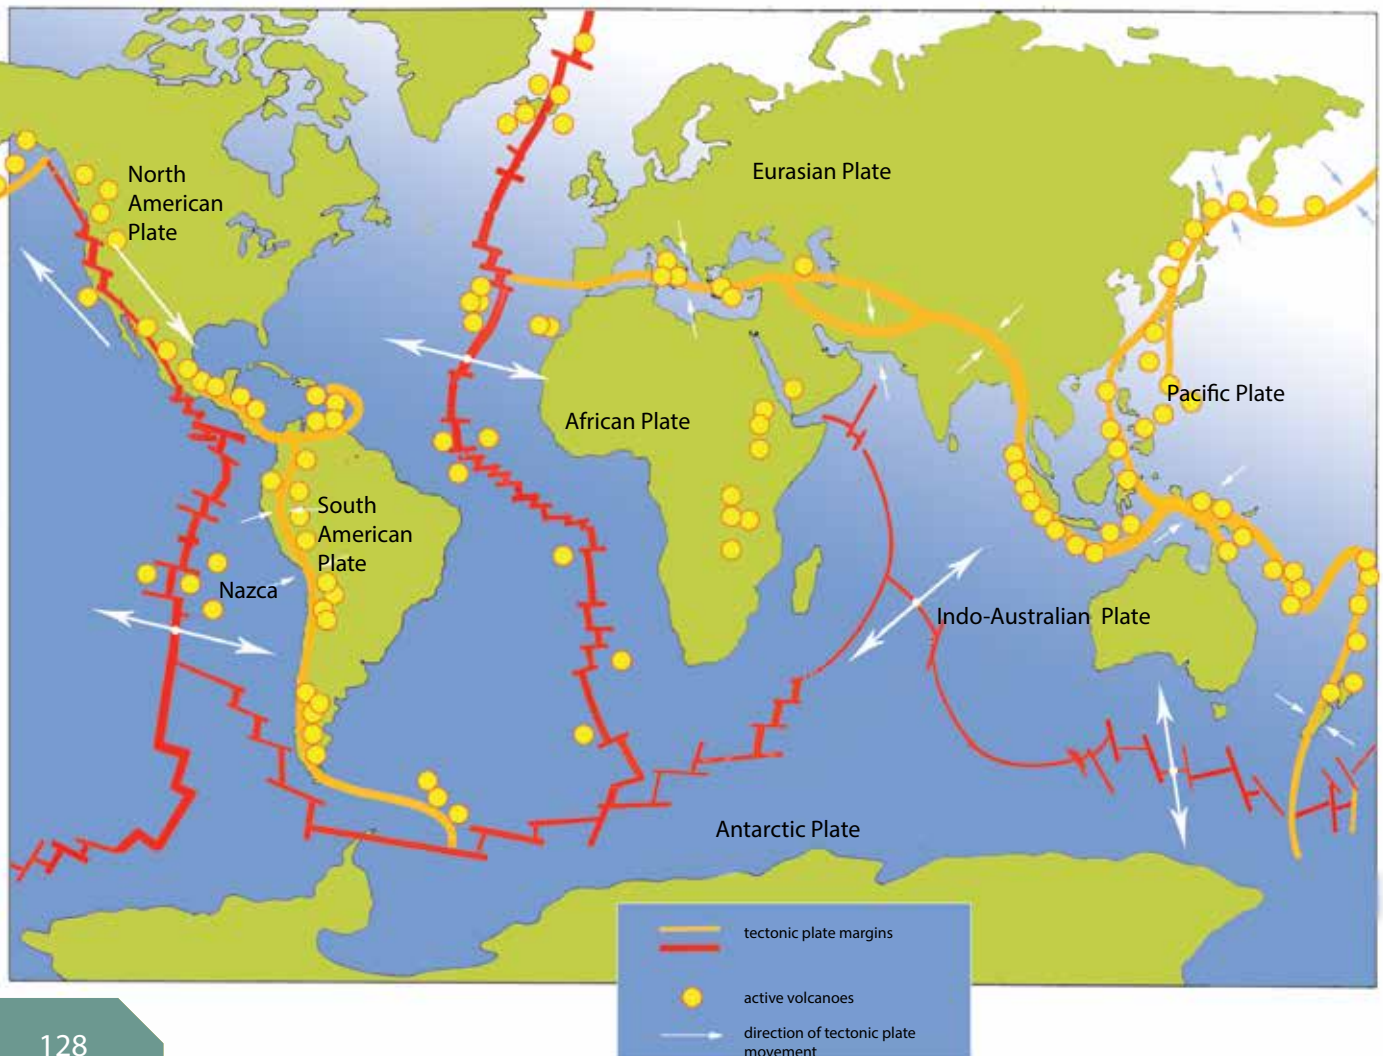 North
American
Plate
Eurasian Plate
Pacific Plate
African Plate
South
American
Plate
Nazca
Indo-Australian Plate
Antarctic Plate
tectonic plate margins
active volcanoes
direction of tectonic plate
movement
128